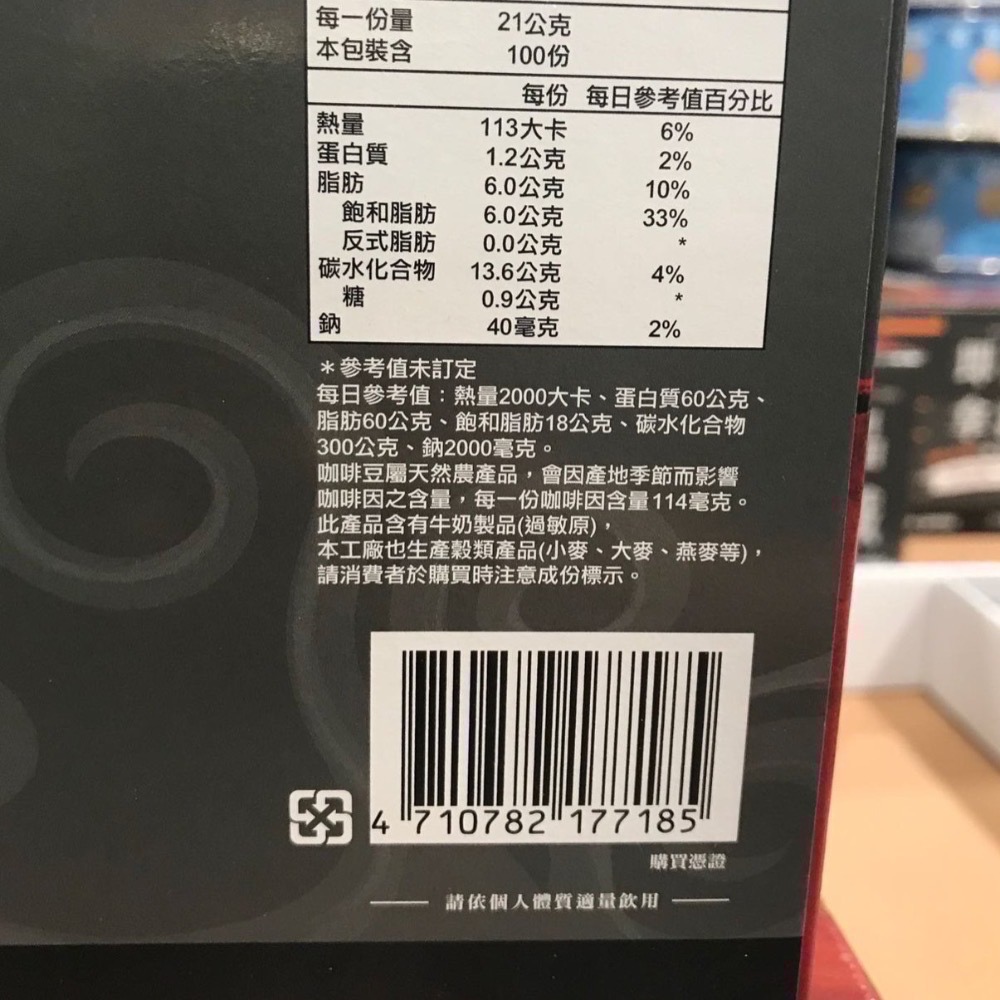 每一份量 21公克
本包裝含 100份
每份 每日參考值百分比
熱量 113大卡 6%
蛋白質 1.2公克 2%
脂肪 6.0公克 10%
飽和脂肪 6.0公克 33%
反式脂肪 0.0公克 *
碳水化合物 13.6公克 4%
糖 0.9公克 *
鈉 40毫克 2%
＊參考值未訂定
每日參考值：熱量2000大卡、蛋白質60公克、
脂肪60公克、飽和脂肪18公克、碳水化合物
300公克、鈉2000毫克。
咖啡豆屬天然農產品，會因產地季節而影響
咖啡因之含量，每一份咖啡因含量114毫克。
此產品含有牛奶製品(過敏原)，
本工廠也生產穀類產品(小麥、大麥、燕麥等)，
請消費者於購買時注意成份標示。
4 710782 177185
購買憑證
請依個人體質適量飲用